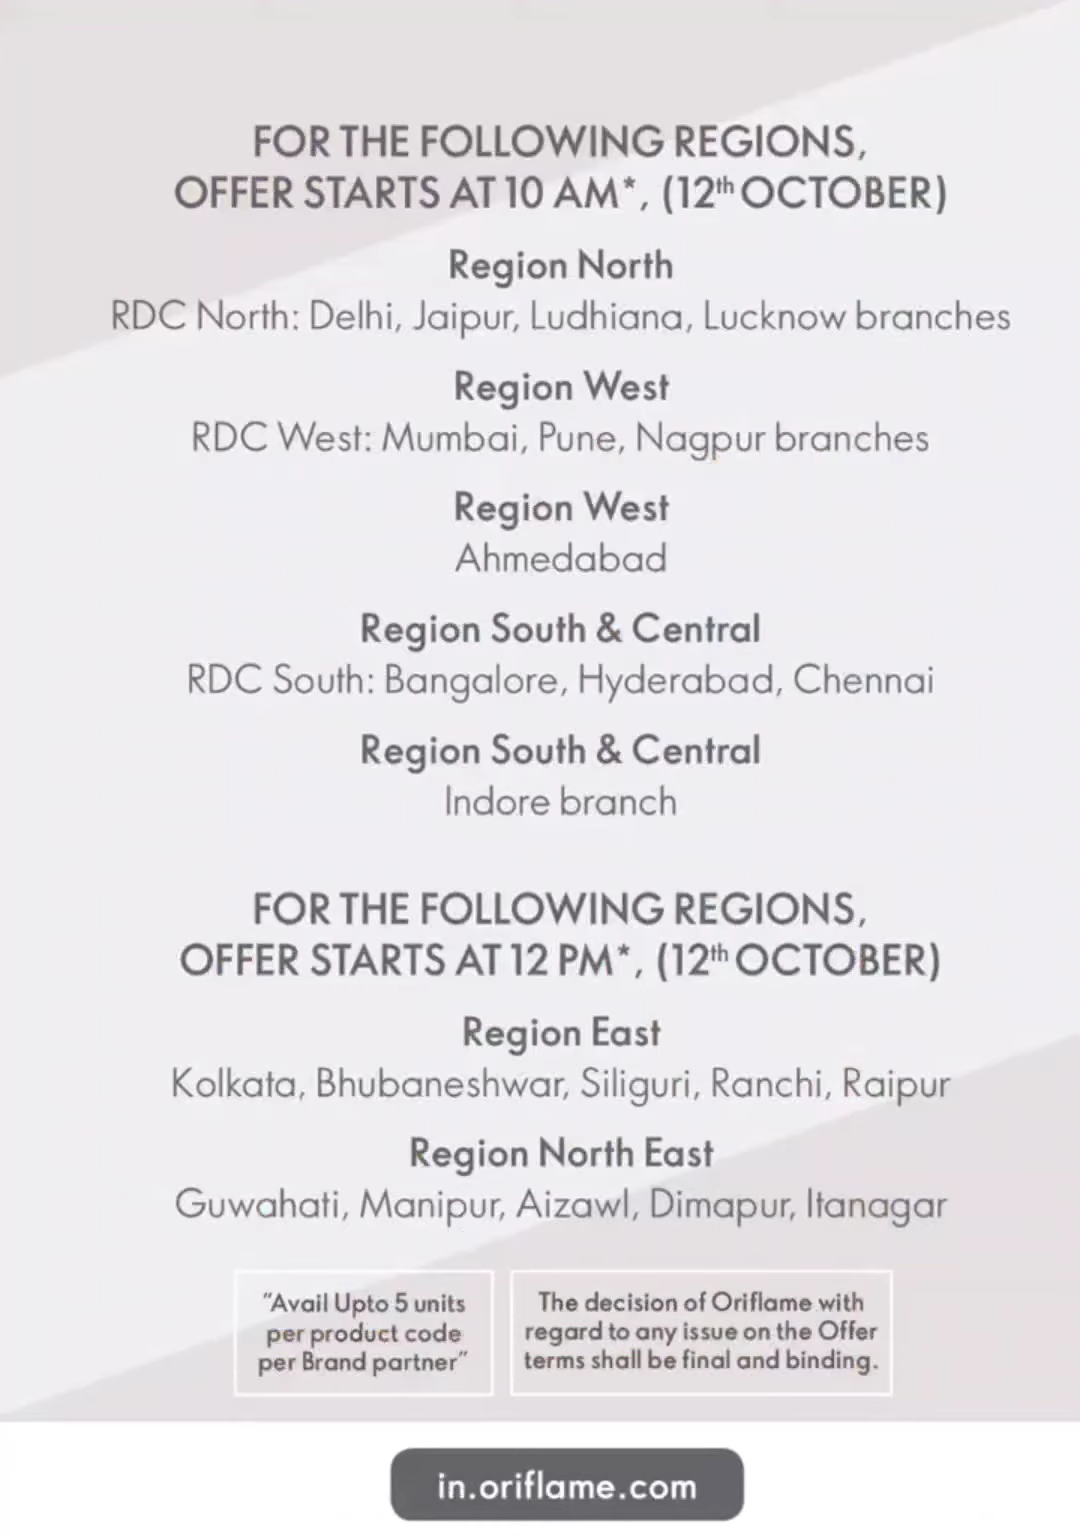 FOR THE FOLLOWING REGIONS,
OFFER STARTS AT 10 AM*, (12th OCTOBER)
Region North
RDC North: Delhi, Jaipur, Ludhiana, Lucknow branches
Region West
RDC West: Mumbai, Pune, Nagpur branches
Region West
Ahmedabad
Region South & Central
RDC South: Bangalore, Hyderabad, Chennai
Region South & Central
Indore branch
FOR THE FOLLOWING REGIONS,
OFFER STARTS AT 12 PM*, (12th OCTOBER)
Region East
Kolkata, Bhubaneshwar, Siliguri, Ranchi, Raipur
Region North East
Guwahati, Manipur, Aizawl, Dimapur, Itanagar
"Avail Upto 5 units
per product code
per Brand partner"
The decision of Oriflame with
regard to any issue on the Offer
terms shall be final and binding.
in.oriflame.com